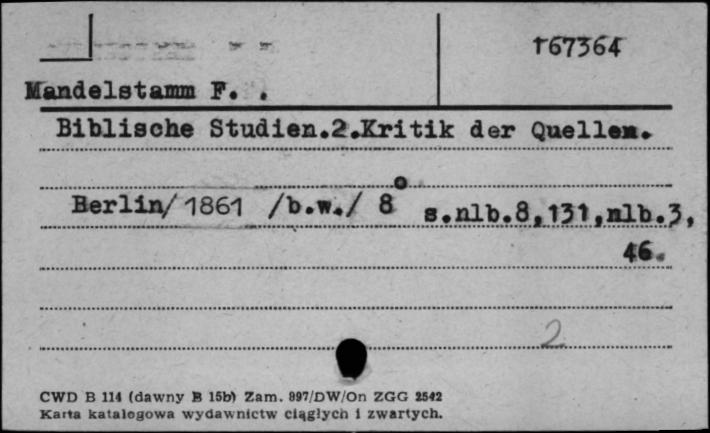 167364
Mandelstamm F. .
Biblische Studien.2.Kritik der Quellen.
Berlin/ 1861 /b.w./ 8° s.nlb.8,131,nlb.3,
46.
2
CWD B 114 (dawny B 15b) Zam. 897/DW/On ZGG 2542
Karta katalogowa wydawnictw ciągłych i zwartych.